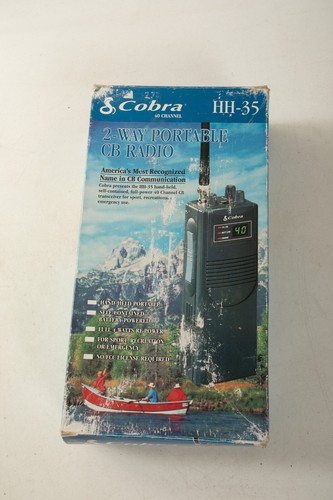 Cobra
40 CHANNEL
HH-35
2-WAY PORTABLE
CB RADIO
America's Most Recognized
Name in CB Communication
Cobra presents the HH-35 hand-held,
self-contained, full-power 40 Channel CB
transceiver for sport, recreational,
emergency use.
Cobra
40
HAND HELD PORTABLE
SELF CONTAINED
BATTERY-POWERED
FULL 4 WATTS RF POWER
FOR SPORT, RECREATION
OR EMERGENCY
NO FCC LICENSE REQUIRED